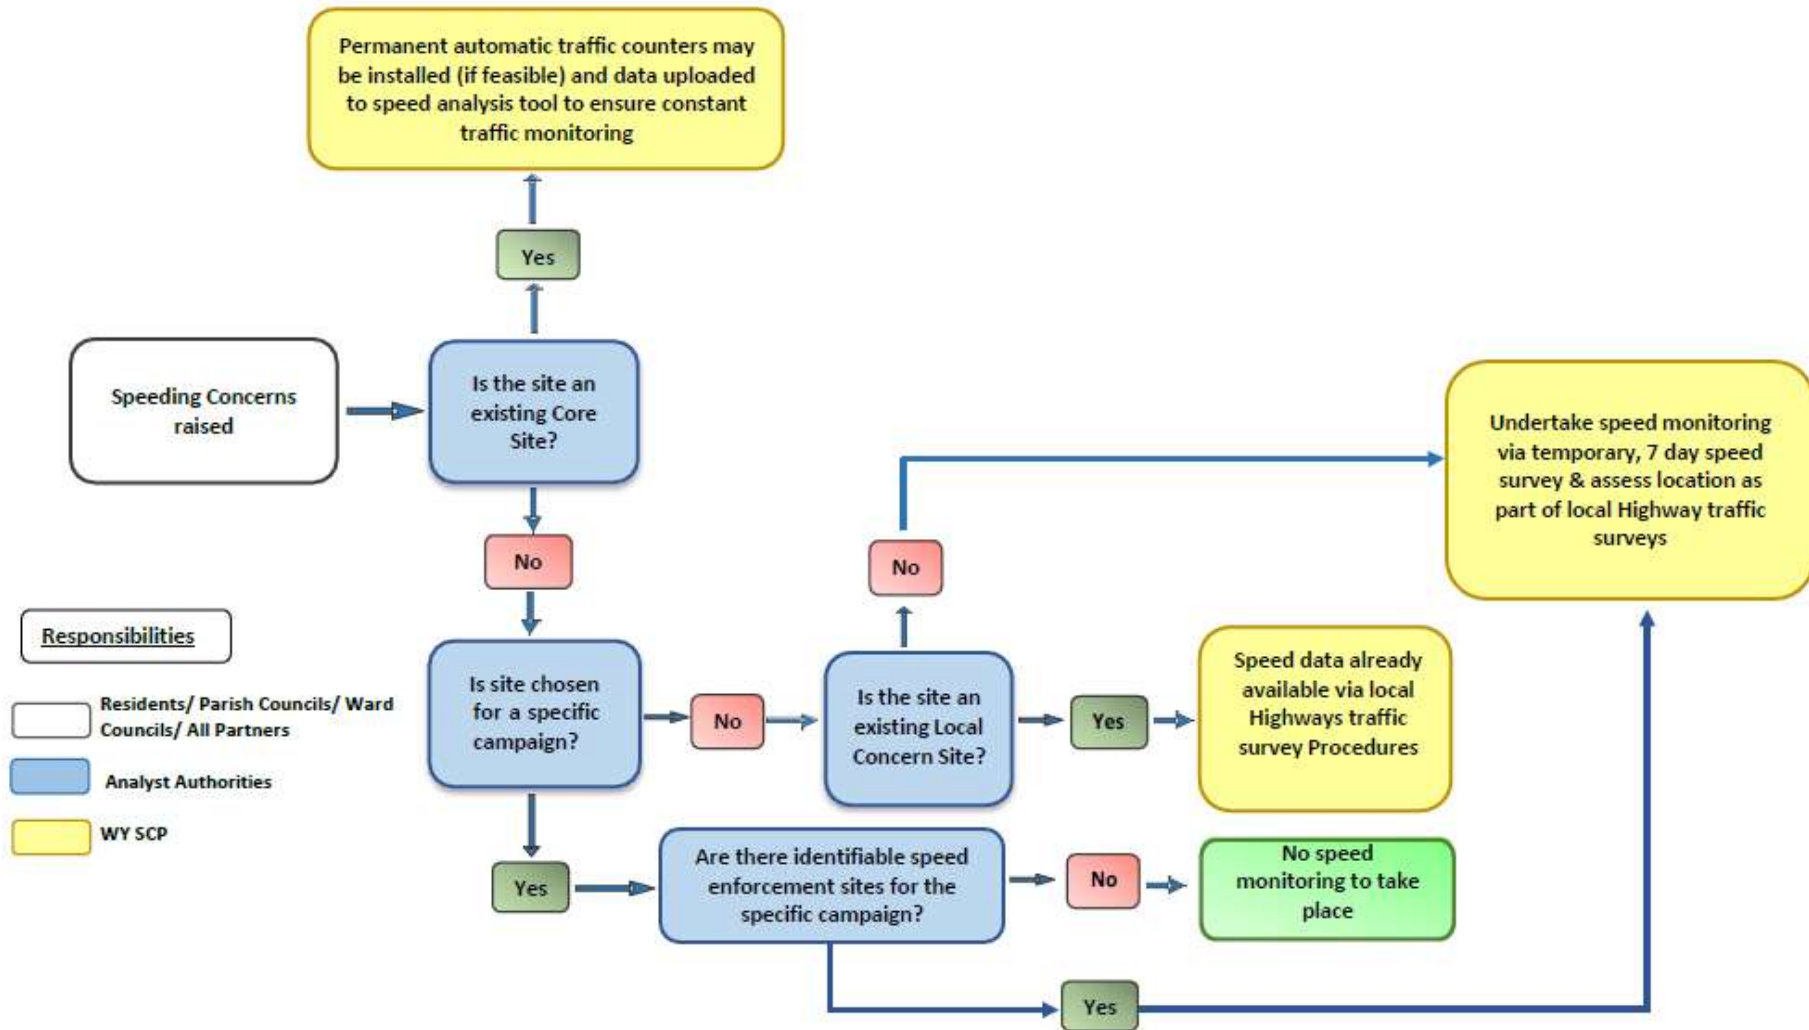 Permanent automatic traffic counters may
be installed (if feasible) and data uploaded
to speed analysis tool to ensure constant
traffic monitoring
Yes
Speeding Concerns
raised
Is the site an
existing Core
Site?
No
Undertake speed monitoring
via temporary, 7 day speed
survey & assess location as
part of local Highway traffic
surveys
No
Responsibilities
Residents/ Parish Councils/ Ward
Councils/ All Partners
Analyst Authorities
WY SCP
Is site chosen
for a specific
campaign?
No
Is the site an
existing Local
Concern Site?
Yes
Speed data already
available via local
Highways traffic
survey Procedures
Yes
Are there identifiable speed
enforcement sites for the
specific campaign?
No
No speed
monitoring to take
place
Yes